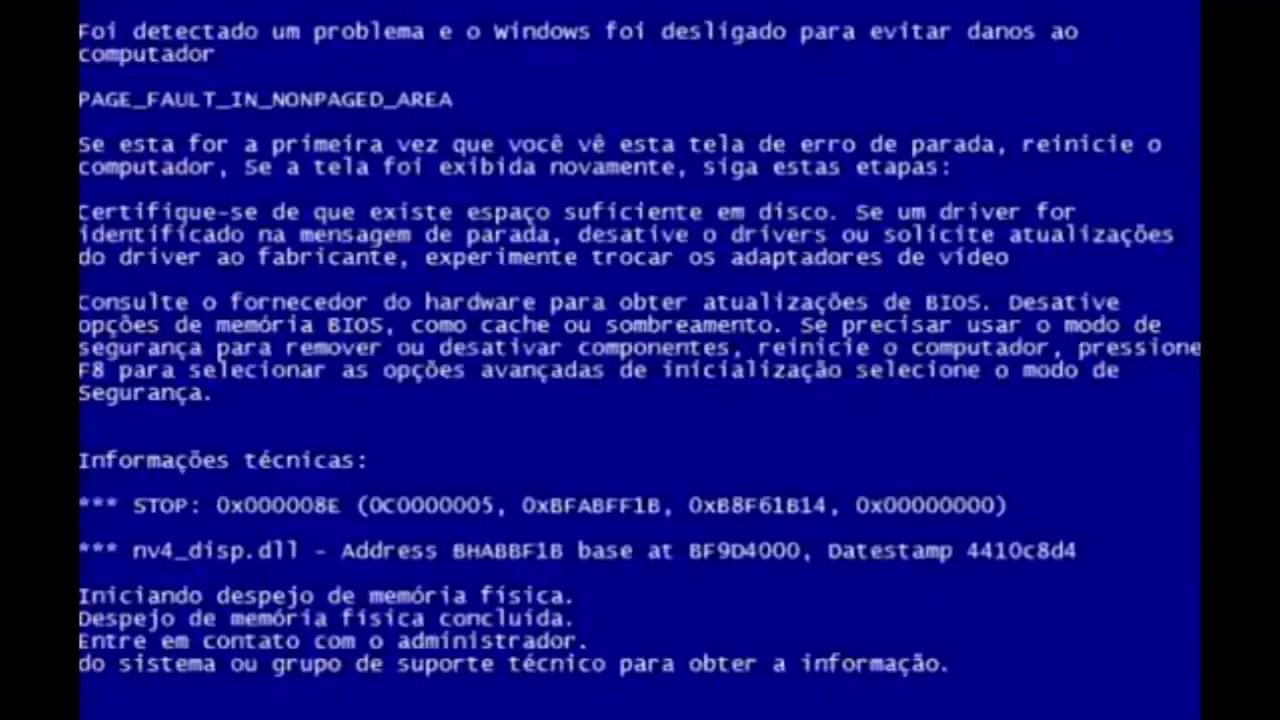 Foi detectado um problema e o Windows foi desligado para evitar danos ao
computador
PAGE_FAULT_IN_NONPAGED_AREA
Se esta for a primeira vez que você vê esta tela de erro de parada, reinicie o
computador, Se a tela foi exibida novamente, siga estas etapas:
Certifique-se de que existe espaço suficiente em disco. Se um driver for
identificado na mensagem de parada, desative o drivers ou solicite atualizações
do driver ao fabricante, experimente trocar os adaptadores de vídeo
Consulte o fornecedor do hardware para obter atualizações de BIOS. Desative
opções de memória BIOS, como cache ou sombreamento. Se precisar usar o modo de
segurança para remover ou desativar componentes, reinicie o computador, pressione
F8 para selecionar as opções avançadas de inicialização selecione o modo de
Segurança.
Informações técnicas:
*** STOP: 0x000008E (0C0000005, 0xBFABFF1B, 0xB8F61B14, 0x00000000)
*** nv4_disp.dll - Address BHABBF1B base at BF9D4000, Datestamp 4410c8d4
Iniciando despejo de memória física.
Despejo de memória física concluída.
Entre em contato com o administrador.
do sistema ou grupo de suporte técnico para obter a informação.